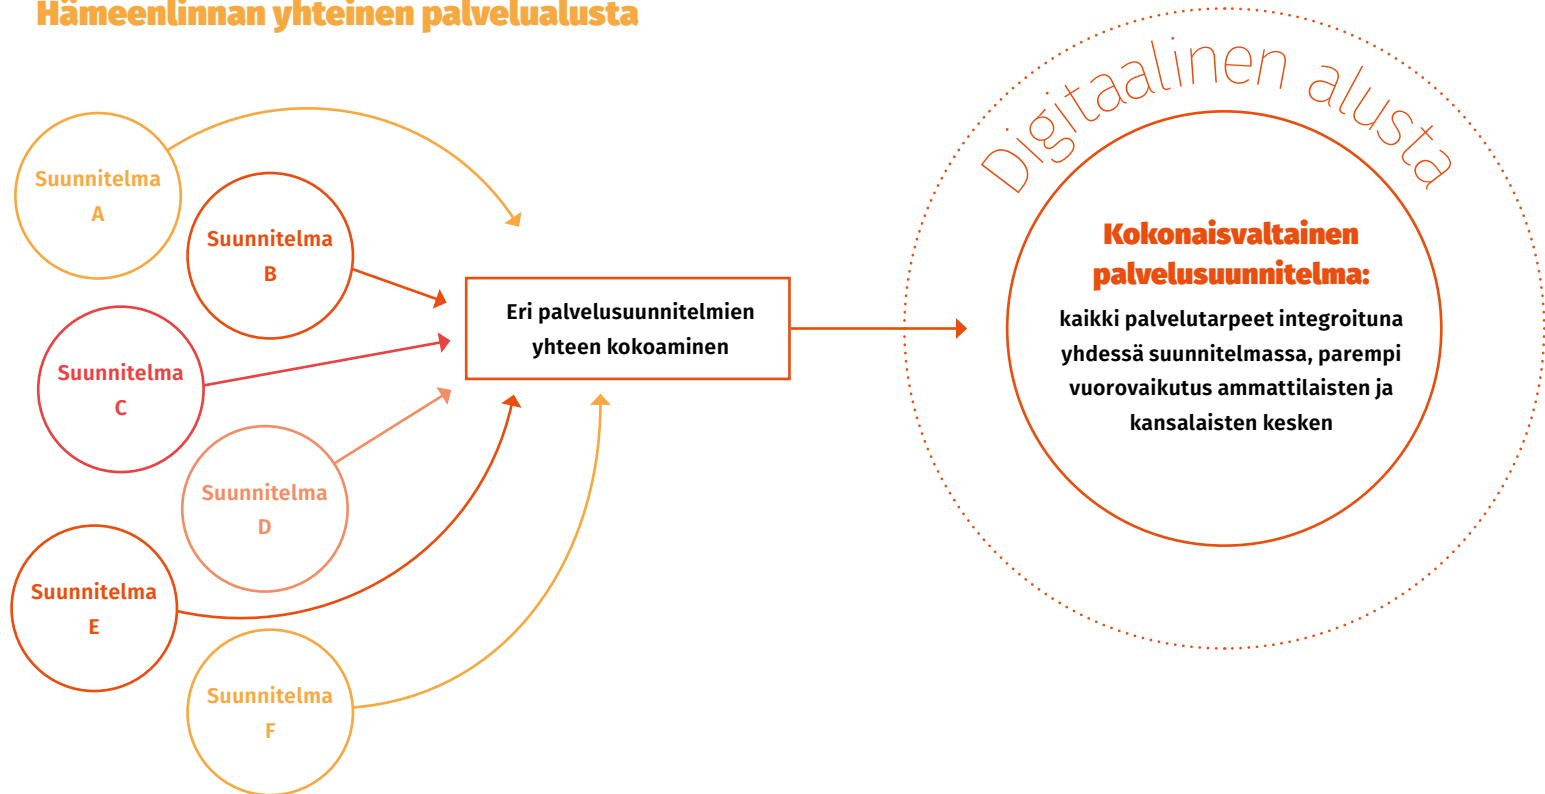 Hämeenlinnan yhteinen palvelualusta
Suunnitelma
A
Suunnitelma
B
Suunnitelma
C
Suunnitelma
D
Suunnitelma
E
Suunnitelma
F
Eri palvelusuunnitelmien
yhteen kokoaminen
Digitaalinen alusta
Kokonaisvaltainen
palvelusuunnitelma:
kaikki palvelutarpeet integroituna
yhdessä suunnitelmassa, parempi
vuorovaikutus ammattilaisten ja
kansalaisten kesken